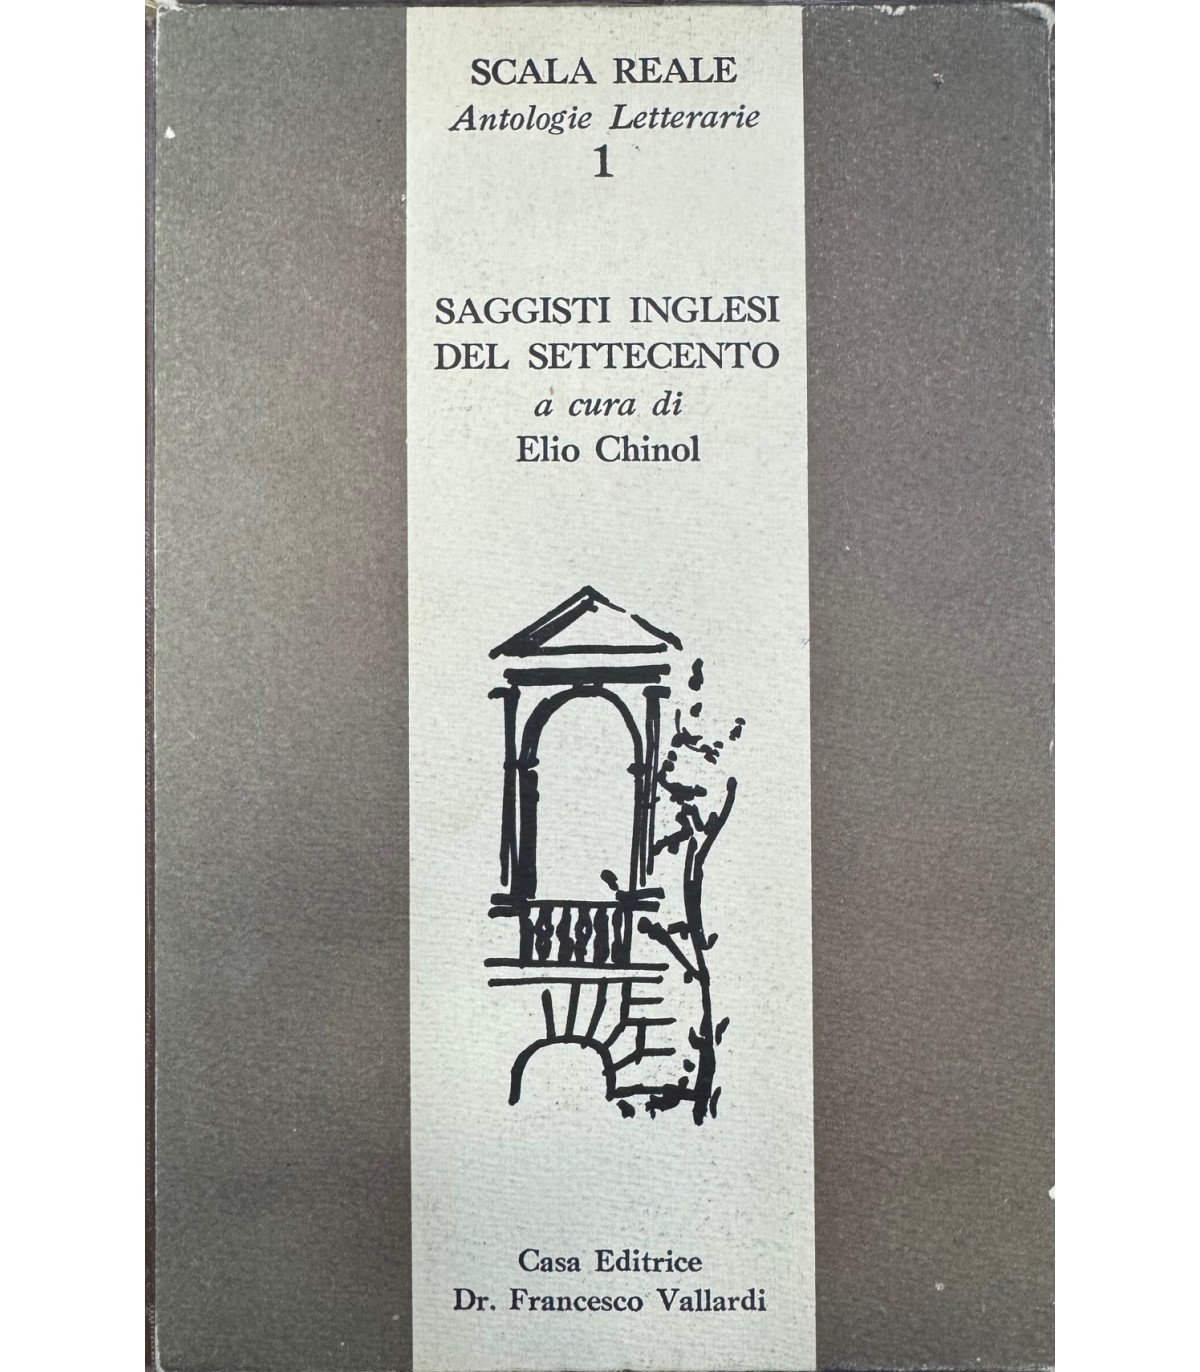 SCALA REALE
Antologie Letterarie
1
SAGGISTI INGLESI
DEL SETTECENTO
a cura di
Elio Chinol
Casa Editrice
Dr. Francesco Vallardi